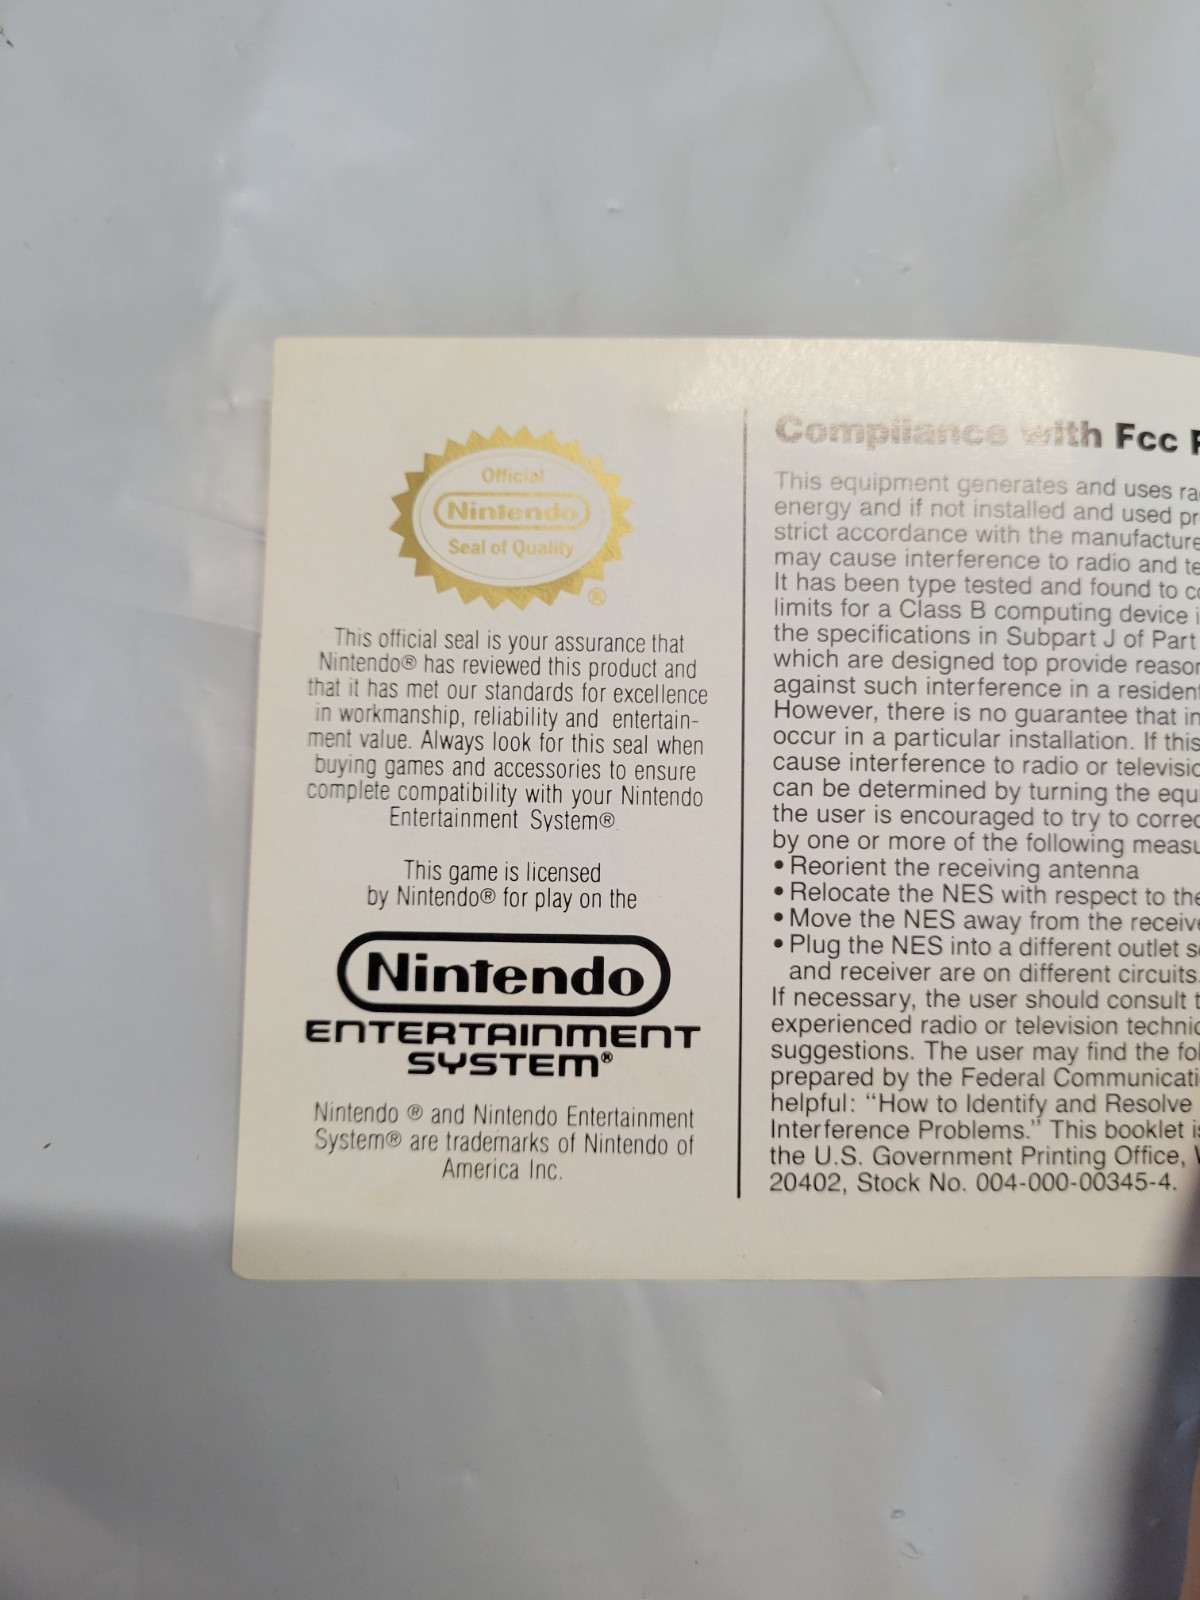 Official
Nintendo
Seal of Quality
®
This official seal is your assurance that
Nintendo® has reviewed this product and
that it has met our standards for excellence
in workmanship, reliability and entertain-
ment value. Always look for this seal when
buying games and accessories to ensure
complete compatibility with your Nintendo
Entertainment System®
This game is licensed
by Nintendo® for play on the
Nintendo
ENTERTAINMENT
SYSTEM®
Nintendo ® and Nintendo Entertainment
System® are trademarks of Nintendo of
America Inc.
Compliance with Fcc
This equipment generates and uses
energy and if not installed and used
strict accordance with the
may cause interference to radio and
It has been type tested and found to
limits for a Class B computing device
the specifications in Subpart J of Part
which are designed top provide
against such interference in a
However, there is no guarantee that
occur in a particular installation. If this
cause interference to radio or
can be determined by turning the
the user is encouraged to try to
by one or more of the following
• Reorient the receiving antenna
• Relocate the NES with respect to the
• Move the NES away from the
• Plug the NES into a different outlet
and receiver are on different circuits.
If necessary, the user should consult
experienced radio or television
suggestions. The user may find the
prepared by the Federal
helpful: “How to Identify and Resolve
Interference Problems.” This booklet
the U.S. Government Printing Office,
20402, Stock No. 004-000-00345-4.